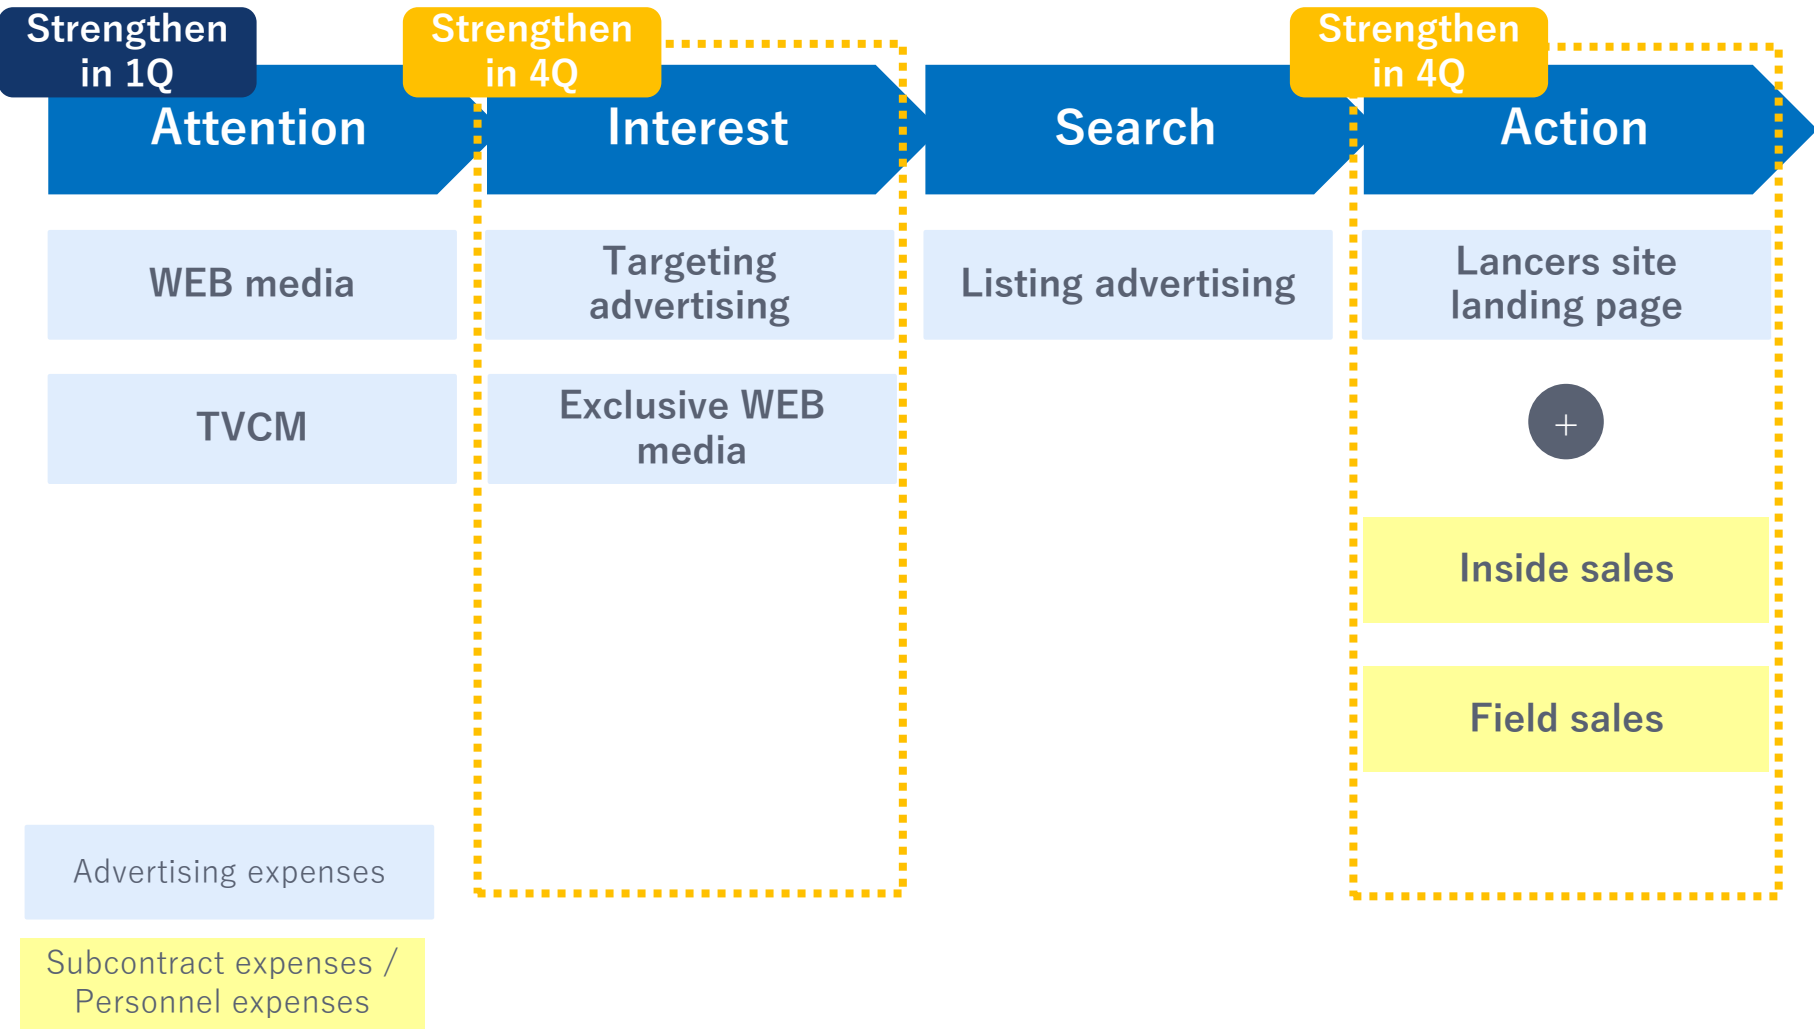 Strengthen
in 1Q
Strengthen
in 4Q
Strengthen
in 4Q
Attention
Interest
Search
Action
WEB media
Targeting
advertising
Listing advertising
Lancers site
landing page
TVCM
Exclusive WEB
media
+
Inside sales
Field sales
Advertising expenses
Subcontract expenses /
Personnel expenses